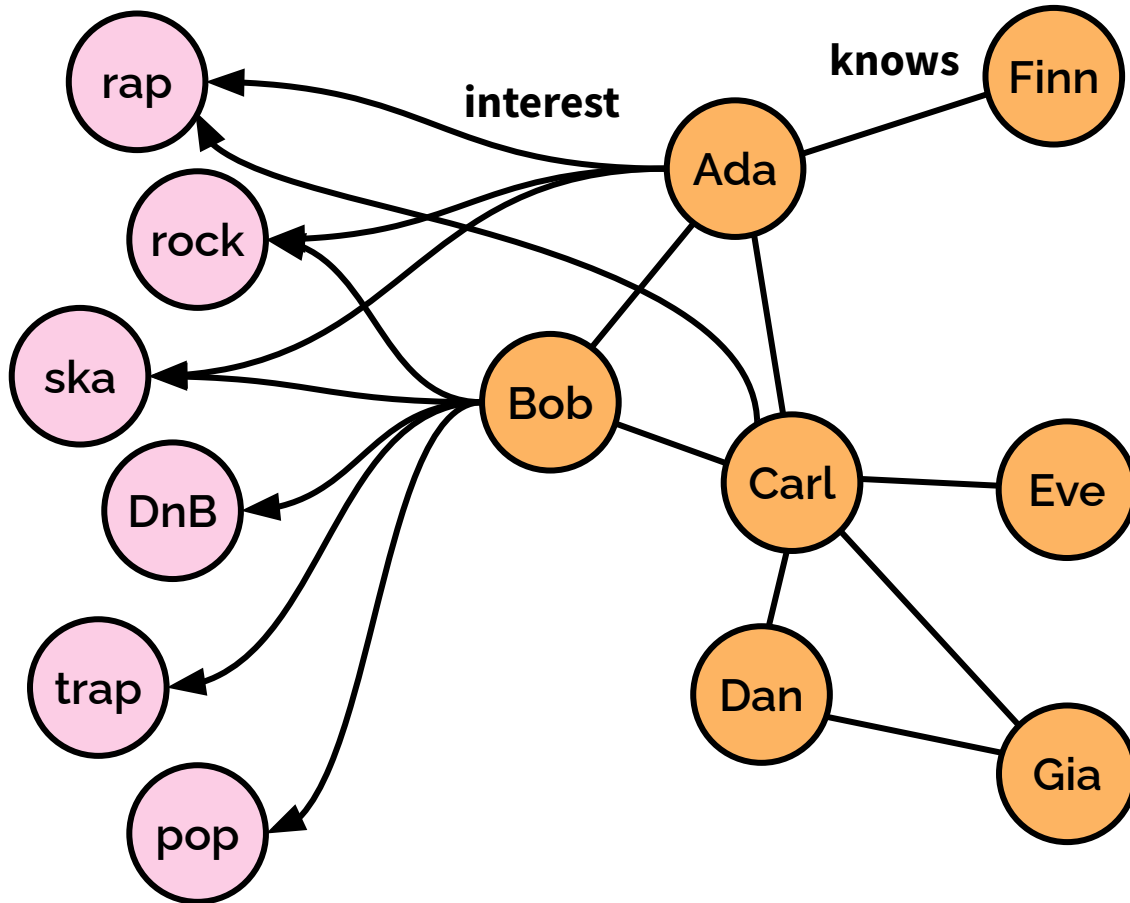 rap
interest
knows
Finn
Ada
rock
ska
Bob
Carl
Eve
DnB
trap
Dan
Gia
pop